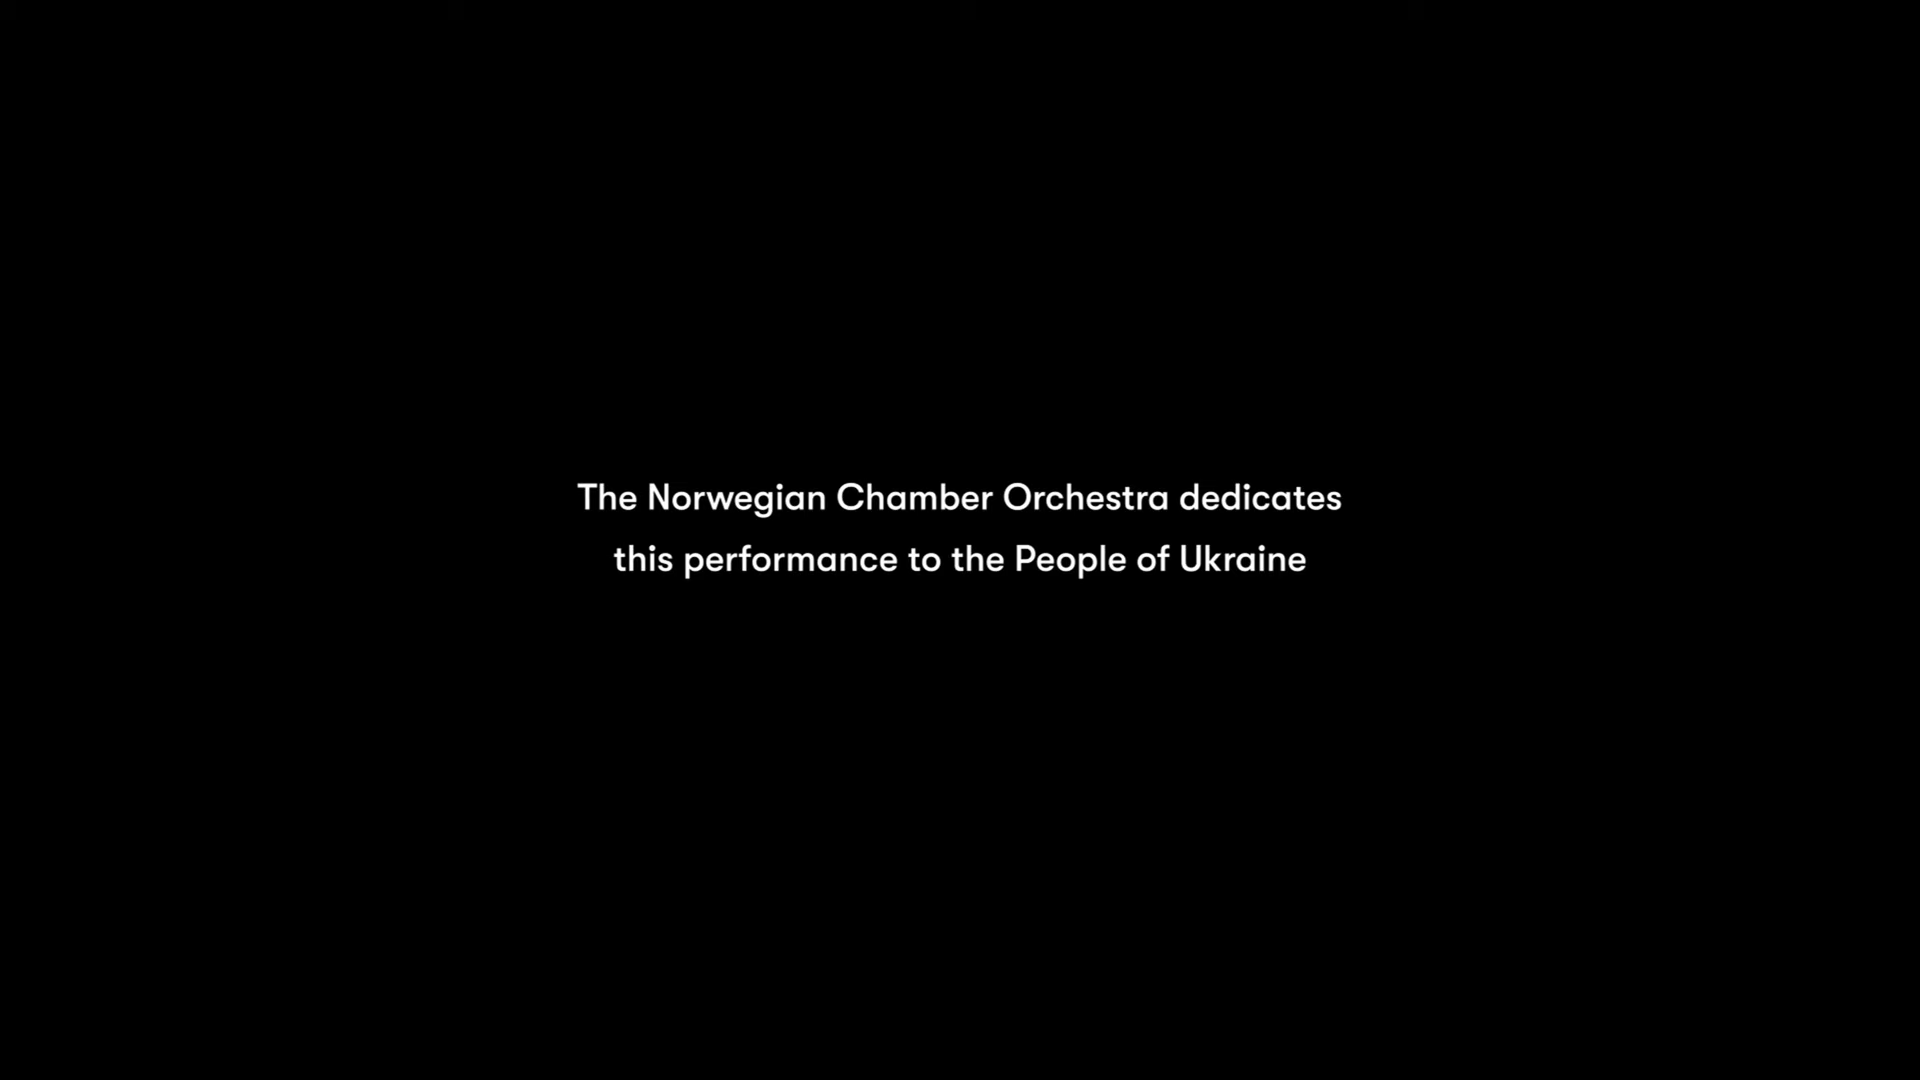 The Norwegian Chamber Orchestra dedicates
this performance to the People of Ukraine